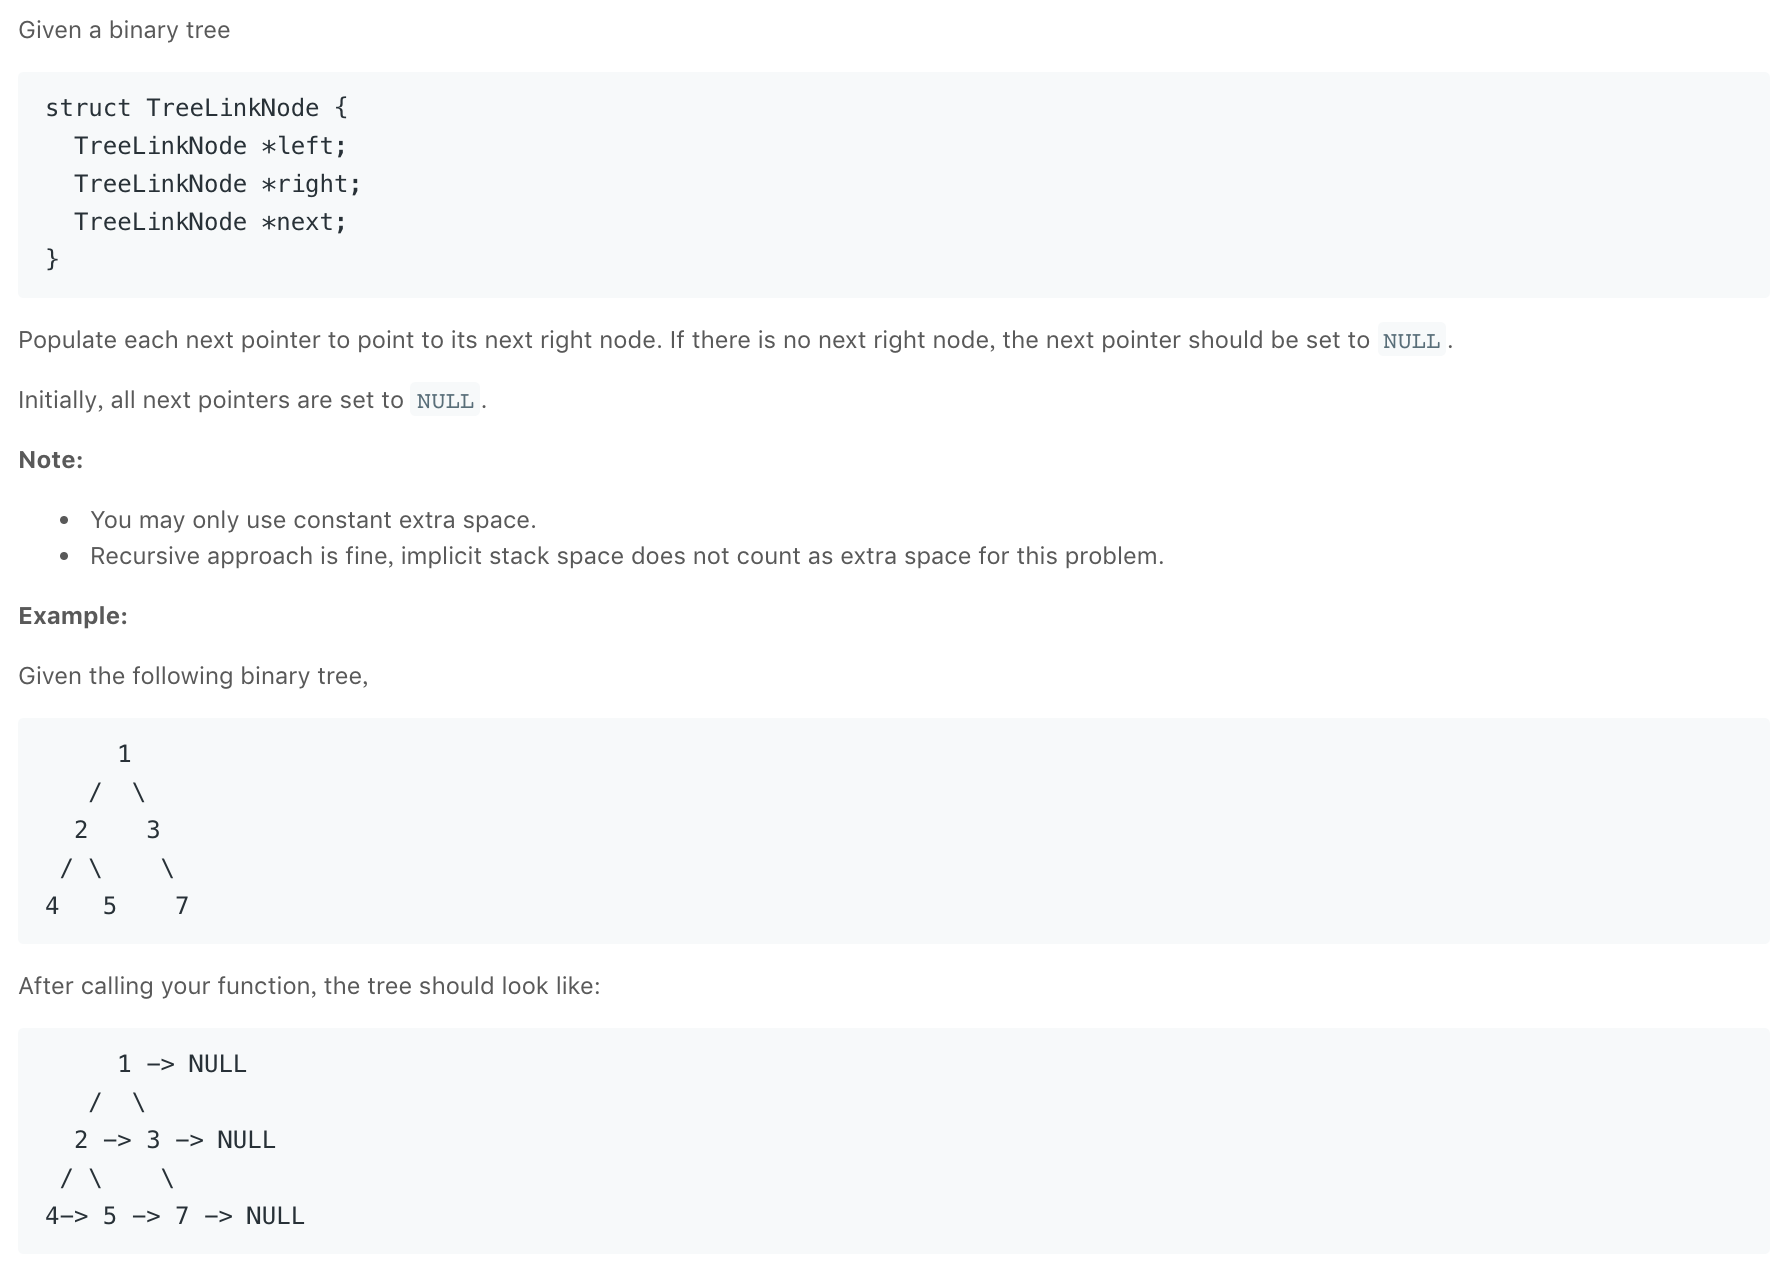 Given a binary tree
struct TreeLinkNode {
  TreeLinkNode *left;
  TreeLinkNode *right;
  TreeLinkNode *next;
}
Populate each next pointer to point to its next right node. If there is no next right node, the next pointer should be set to NULL.
Initially, all next pointers are set to NULL.
Note:
• You may only use constant extra space.
• Recursive approach is fine, implicit stack space does not count as extra space for this problem.
Example:
Given the following binary tree,
     1
   /  \
  2    3
 / \    \
4   5    7
After calling your function, the tree should look like:
     1 -> NULL
   /  \
  2 -> 3 -> NULL
 / \    \
4-> 5 -> 7 -> NULL